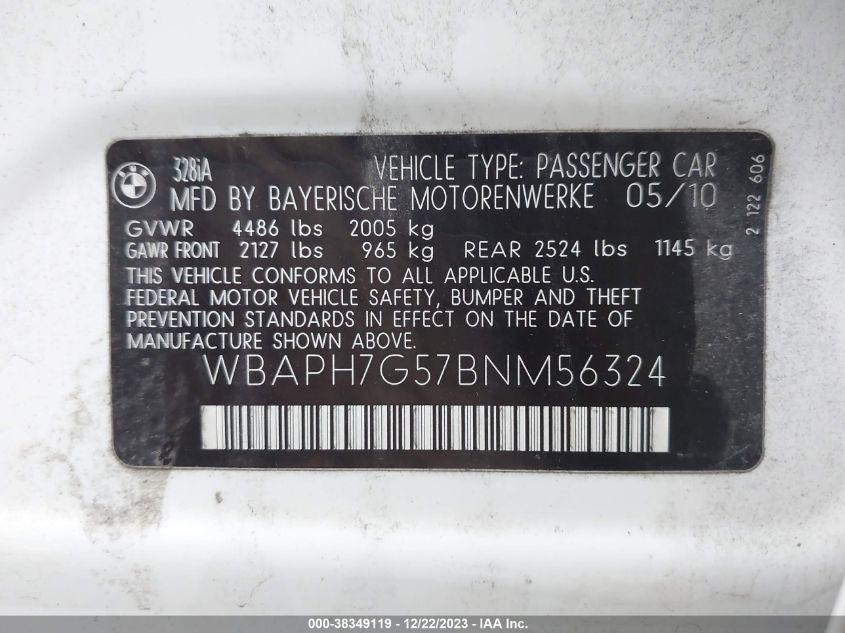 BMW
328iA VEHICLE TYPE: PASSENGER CAR
MFD BY BAYERISCHE MOTORENWERKE 05/10
GVWR 4486 lbs 2005 kg
GAWR FRONT 2127 lbs 965 kg REAR 2524 lbs 1145 kg
THIS VEHICLE CONFORMS TO ALL APPLICABLE U.S.
FEDERAL MOTOR VEHICLE SAFETY, BUMPER AND THEFT
PREVENTION STANDARDS IN EFFECT ON THE DATE OF
MANUFACTURE SHOWN ABOVE.
WBAPH7G57BNM56324
2 122 606
000-38349119 - 12/22/2023 - IAA Inc.